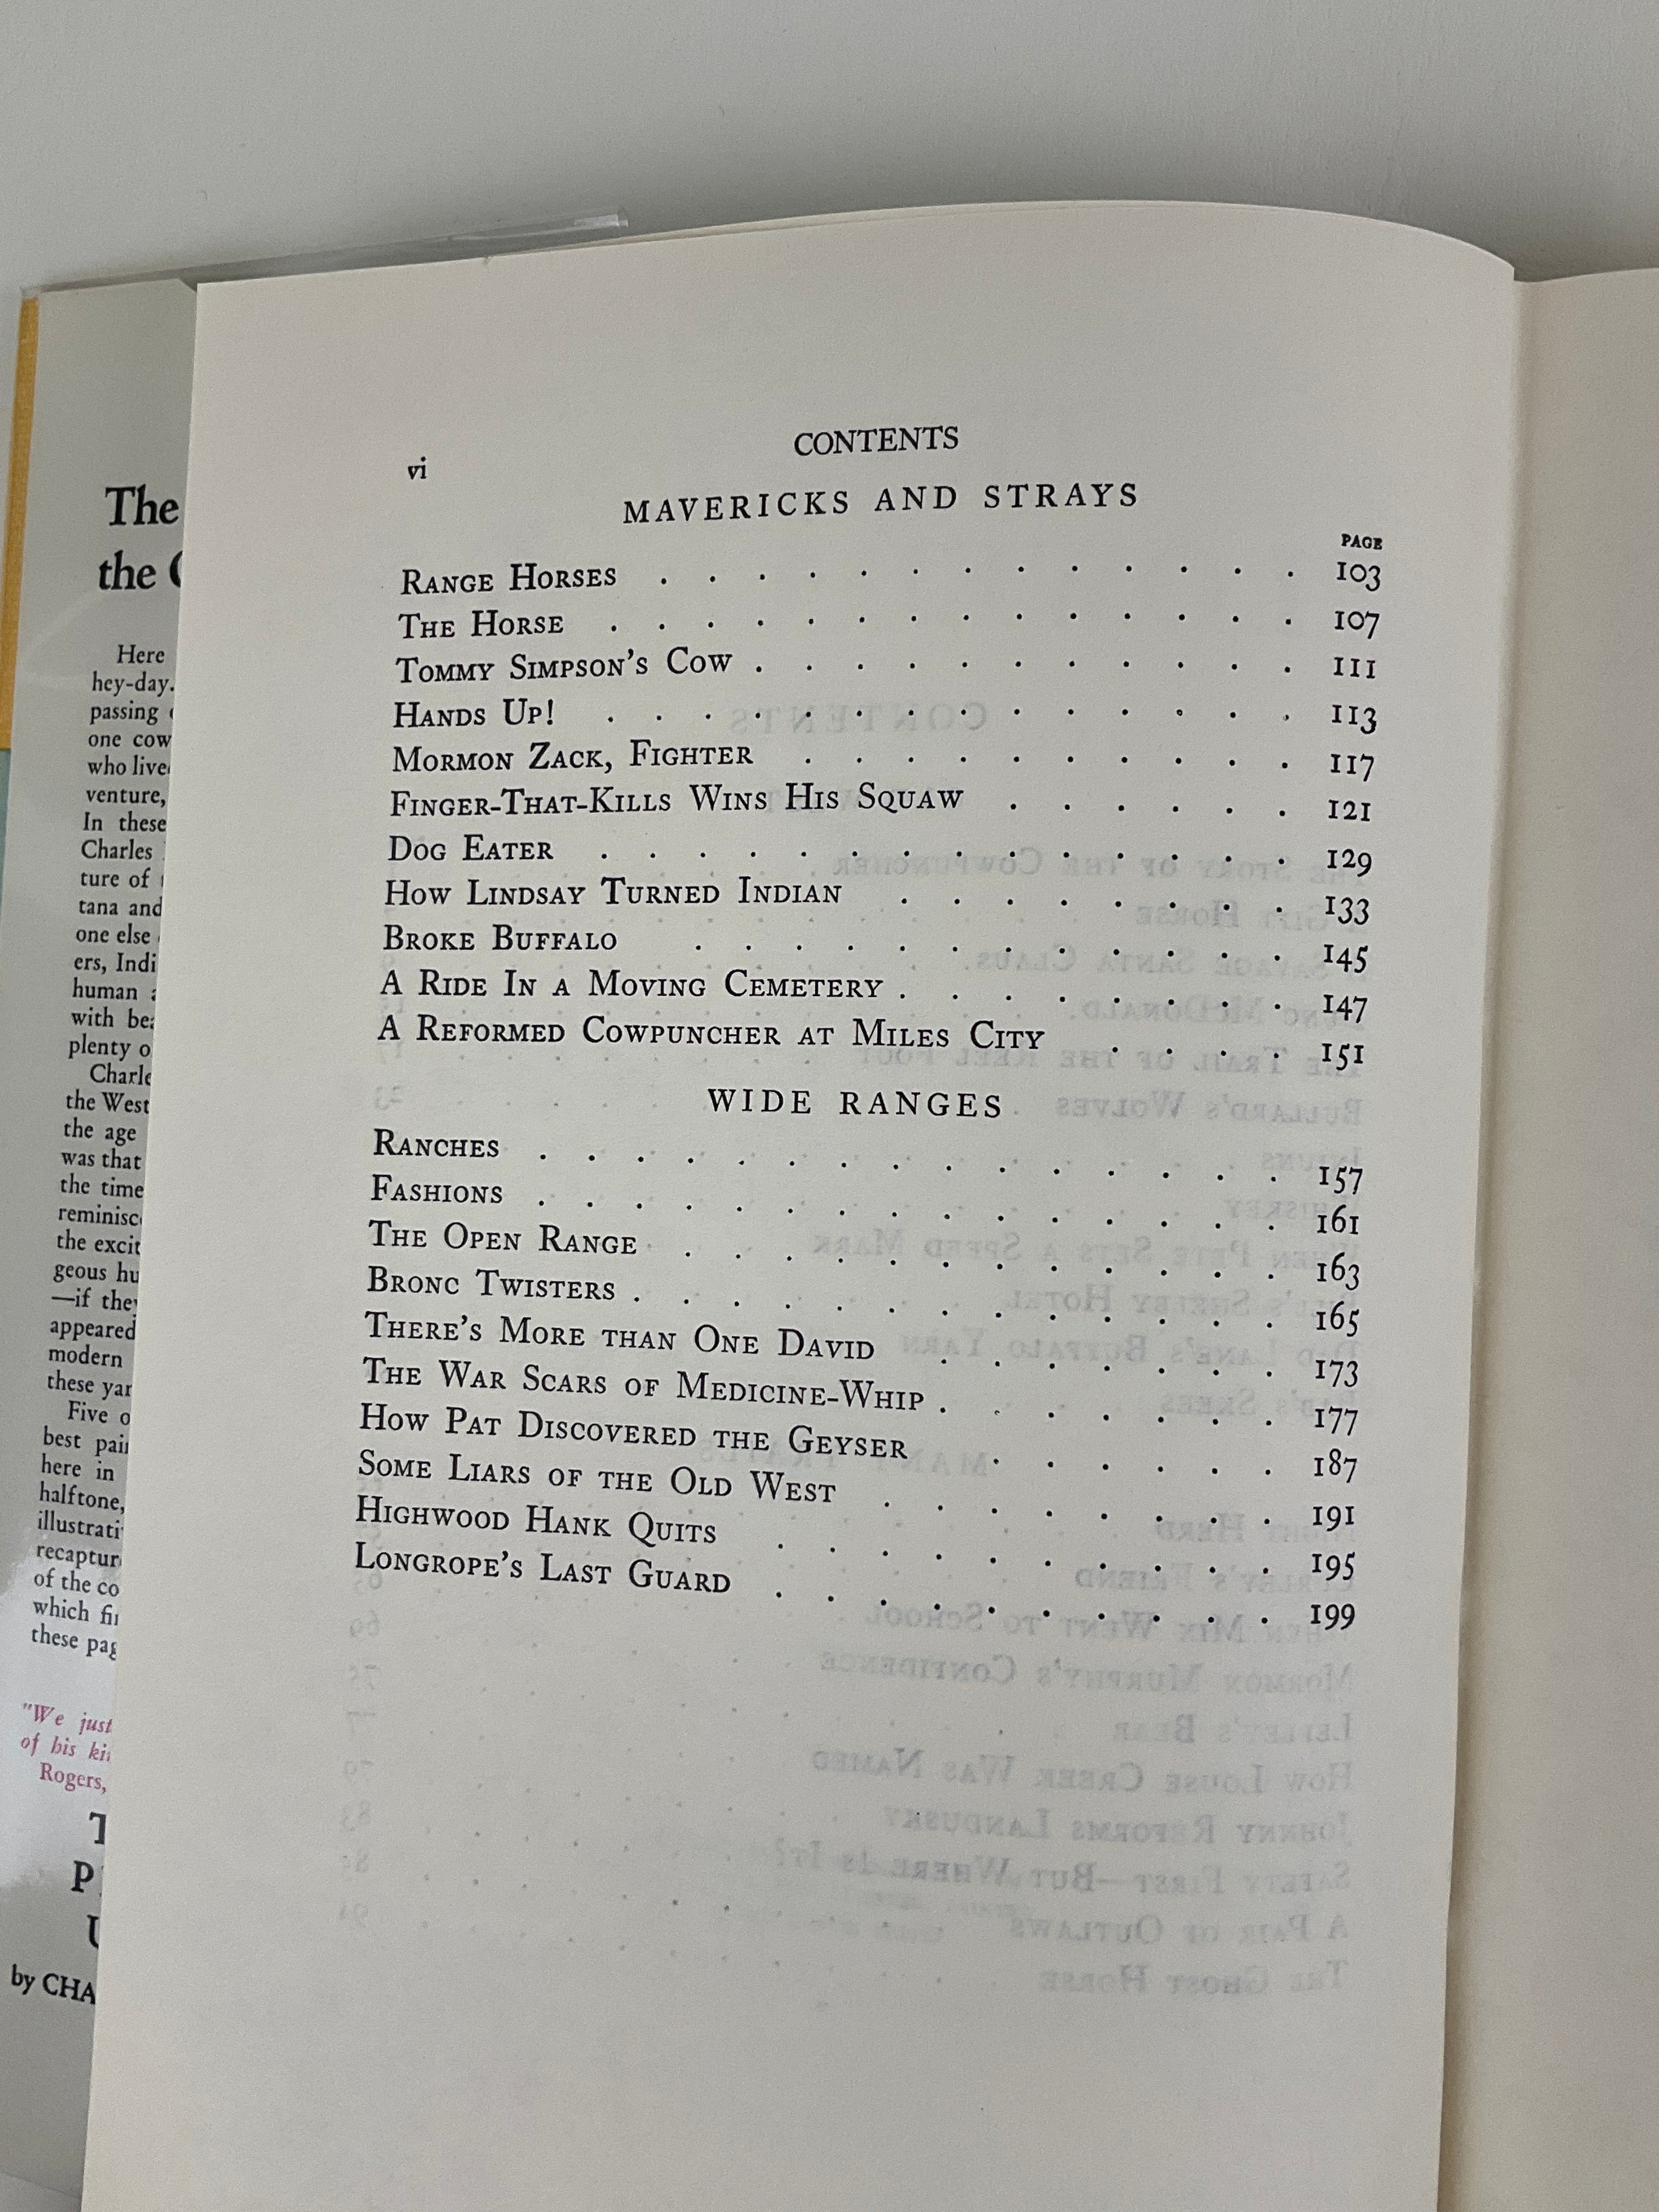 The
the
Here
hey-day.
passing
one cow
who live
venture,
In these
Charles
ture of
tana and
one else
ers, Indi
human
with be
plenty o
Charle
the West
the age
was that
the time
reminisc
the excit
geous hu
—if they
appeared
modern
these yar
Five o
best pai
here in
halftone,
illustrati
recaptur
of the co
which fi
these pag
"We just
of his ki
Rogers,
by CHA
vi
CONTENTS
MAVERICKS AND STRAYS
PAGE
RANGE HORSES . . . . . . . . . . . . . 103
THE HORSE . . . . . . . . . . . . . . 107
TOMMY SIMPSON'S COW . . . . . . . . . . . 111
HANDS UP! . . . . . . . . . . . . . . 113
MORMON ZACK, FIGHTER . . . . . . . . . . 117
FINGER-THAT-KILLS WINS HIS SQUAW . . . . . . 121
DOG EATER . . . . . . . . . . . . . . 129
HOW LINDSAY TURNED INDIAN . . . . . . . . 133
BROKE BUFFALO . . . . . . . . . . . . 145
A RIDE IN A MOVING CEMETERY . . . . . . . . 147
A REFORMED COWPUNCHER AT MILES CITY . . . . 151
WIDE RANGES
RANCHES . . . . . . . . . . . . . . . 157
FASHIONS . . . . . . . . . . . . . . . 161
THE OPEN RANGE . . . . . . . . . . . . 163
BRONC TWISTERS . . . . . . . . . . . . . 165
THERE'S MORE THAN ONE DAVID . . . . . . . 173
THE WAR SCARS OF MEDICINE-WHIP . . . . . . . 177
HOW PAT DISCOVERED THE GEYSER . . . . . . 187
SOME LIARS OF THE OLD WEST . . . . . . . . 191
HIGHWOOD HANK QUITS . . . . . . . . . . 195
LONGROPE'S LAST GUARD . . . . . . . . . . 199